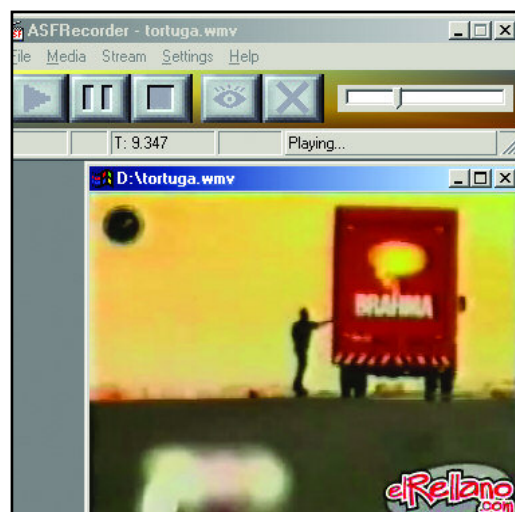 ASFRecorder - tortuga.wmv
File Media Stream Settings Help
T: 9.347 Playing...
D:\tortuga.wmv
BRAHMA
elRellano
.com